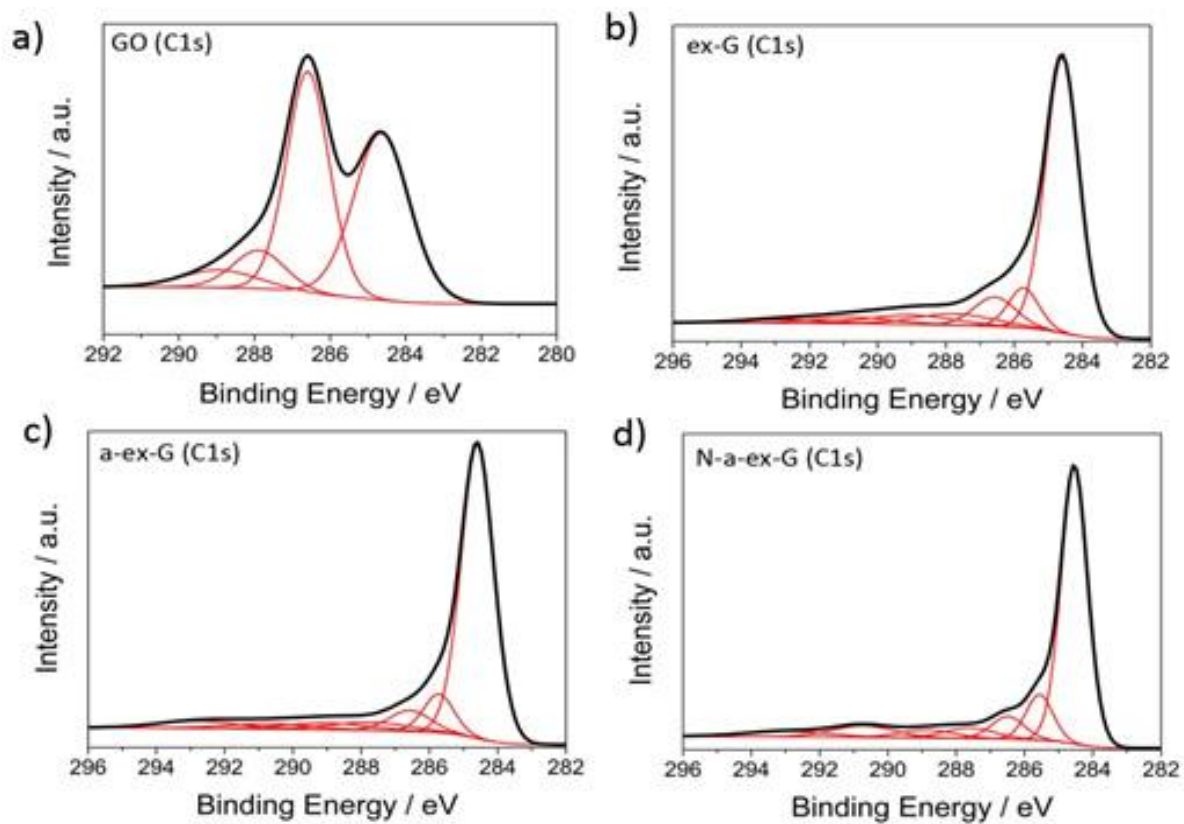 a)
GO (C1s)
Intensity / a.u.
292 290 288 286 284 282 280
Binding Energy / eV
b)
ex-G (C1s)
Intensity / a.u.
296 294 292 290 288 286 284 282
Binding Energy / eV
c)
a-ex-G (C1s)
Intensity / a.u.
296 294 292 290 288 286 284 282
Binding Energy / eV
d)
N-a-ex-G (C1s)
Intensity / a.u.
296 294 292 290 288 286 284 282
Binding Energy / eV